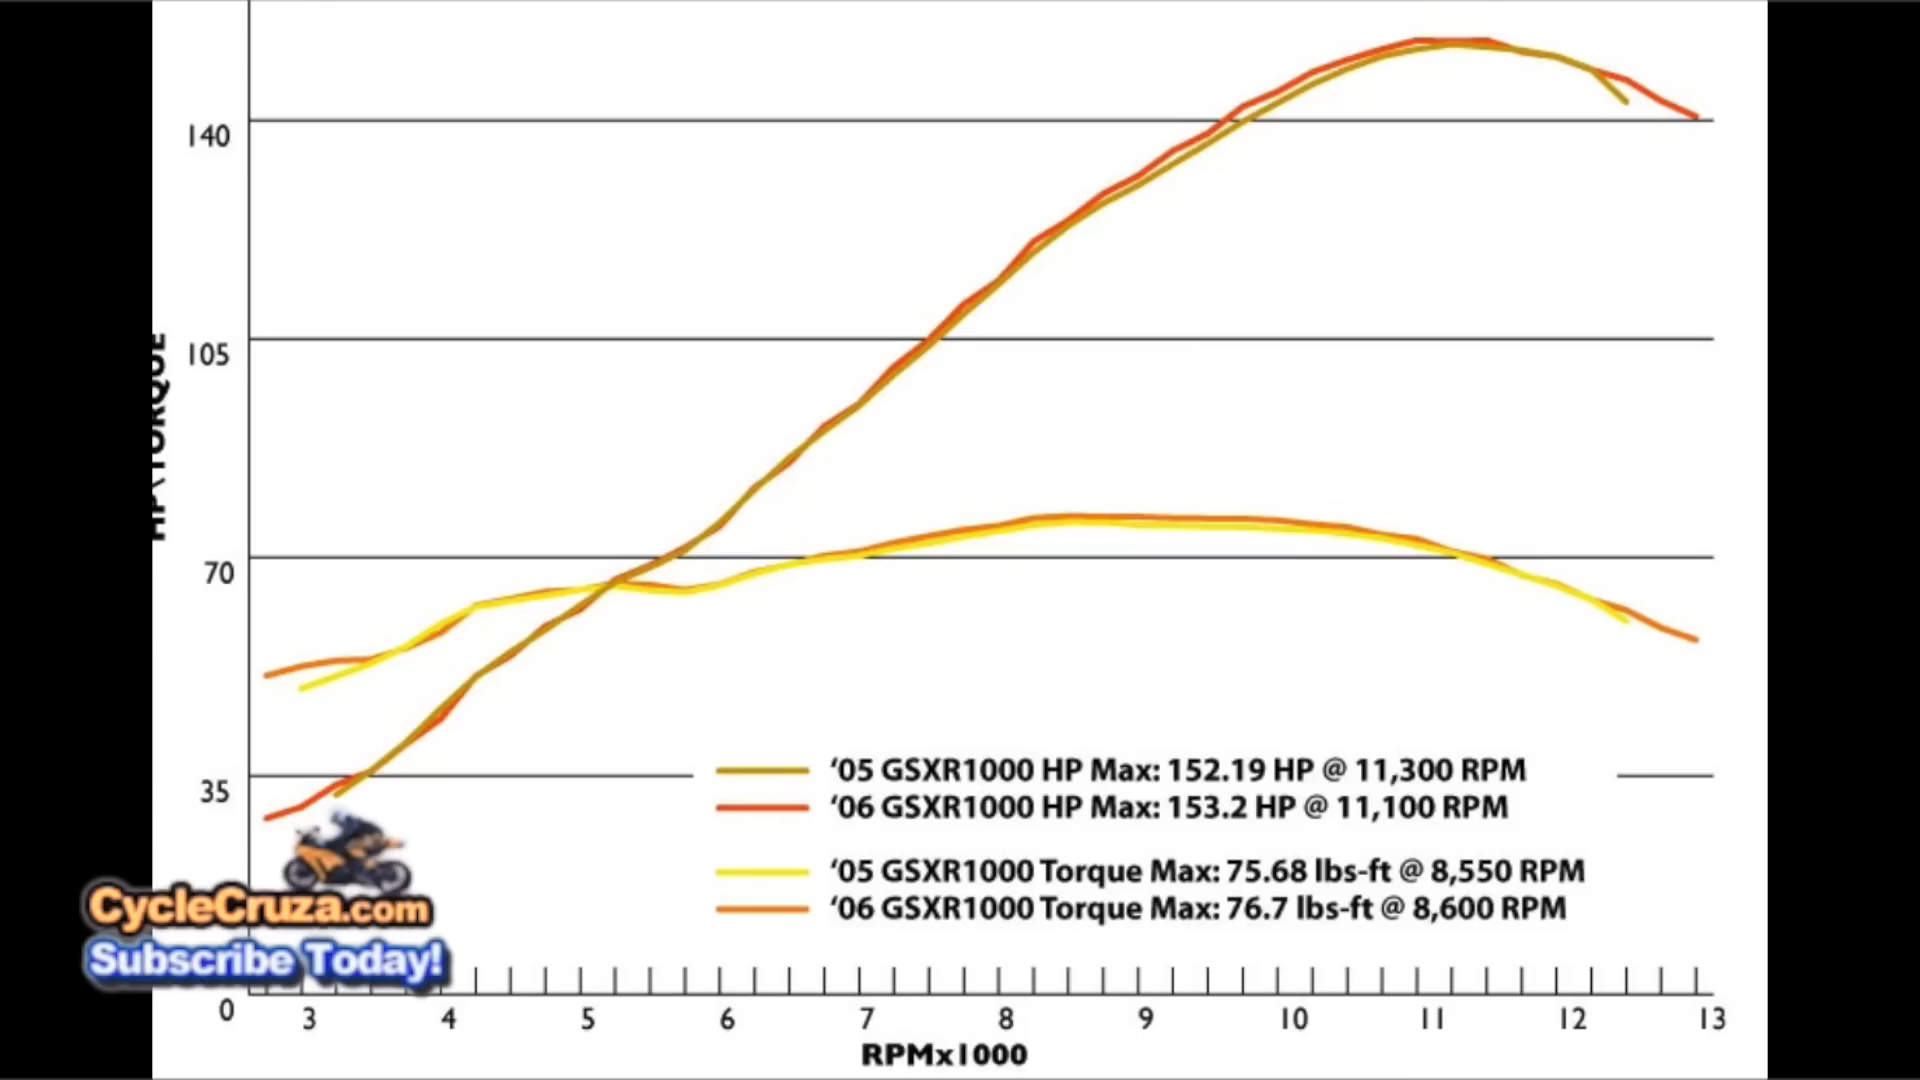 140
HP\TORQUE
105
70
35
‘05 GSXR1000 HP Max: 152.19 HP @ 11,300 RPM
‘06 GSXR1000 HP Max: 153.2 HP @ 11,100 RPM
‘05 GSXR1000 Torque Max: 75.68 lbs-ft @ 8,550 RPM
‘06 GSXR1000 Torque Max: 76.7 lbs-ft @ 8,600 RPM
CycleCruza.com
Subscribe Today!
0
3 4 5 6 7 8 9 10 11 12 13
RPMx1000